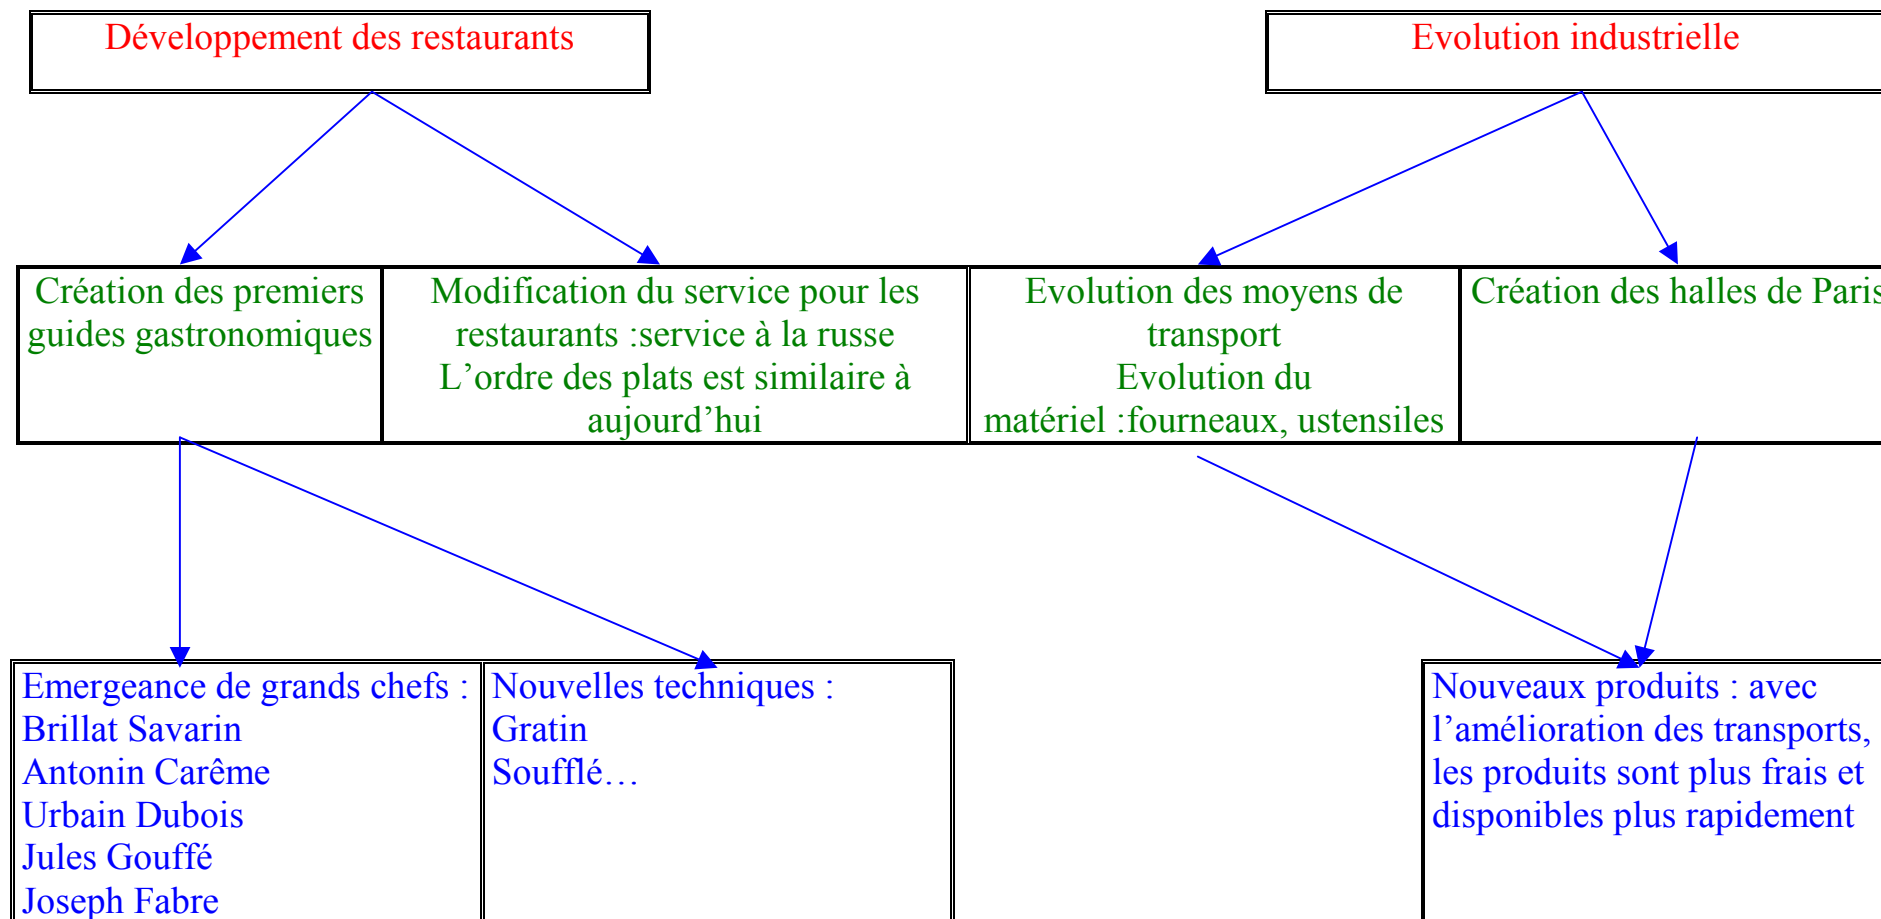 Développement des restaurants
Evolution industrielle
Création des premiers
guides gastronomiques
Modification du service pour les
restaurants :service à la russe
L’ordre des plats est similaire à
aujourd’hui
Evolution des moyens de
transport
Evolution du
matériel :fourneaux, ustensiles
Création des halles de Paris
Emergeance de grands chefs :
Brillat Savarin
Antonin Carême
Urbain Dubois
Jules Gouffé
Joseph Fabre
Nouvelles techniques :
Gratin
Soufflé…
Nouveaux produits : avec
l’amélioration des transports,
les produits sont plus frais et
disponibles plus rapidement